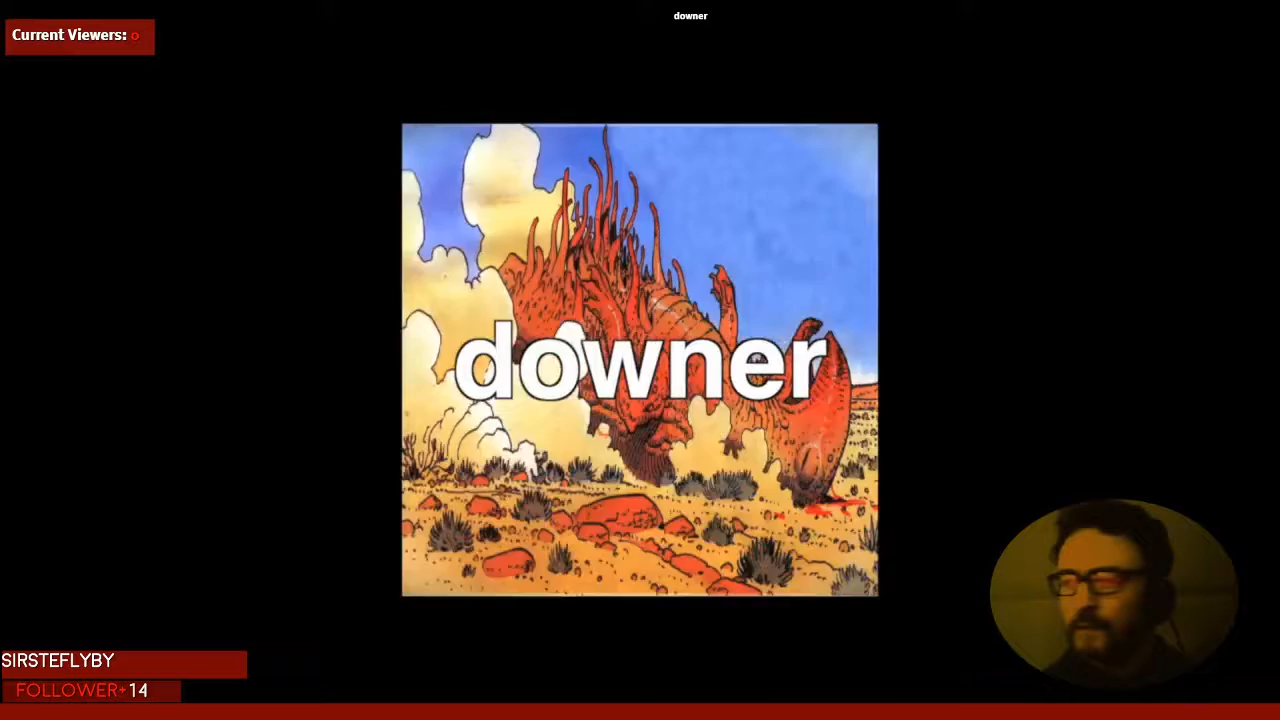 downer
Current Viewers: 0
downer
SIRSTEFLYBY
FOLLOWER+14